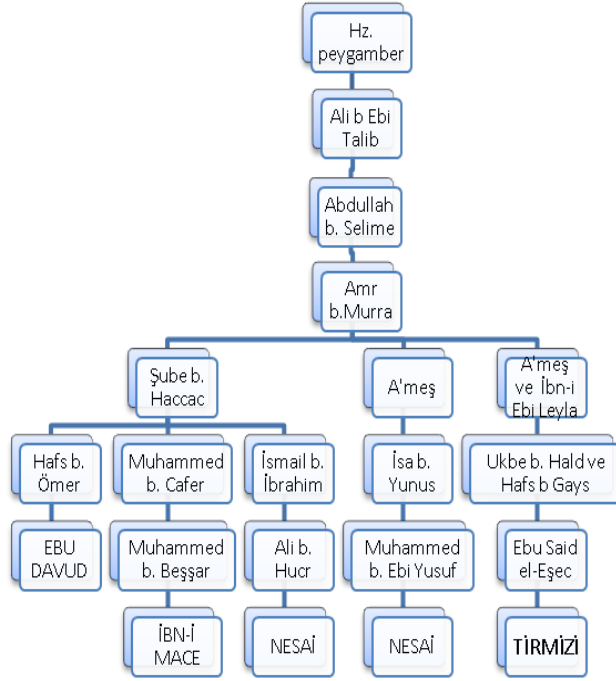 Hz.
peygamber
Ali b Ebi
Talib
Abdullah
b. Selime
Amr
b.Murra
Şube b.
Haccac
A'meş
A'meş
ve İbn-i
Ebi Leyla
Hafs b.
Ömer
Muhammed
b. Cafer
İsmail b.
İbrahim
İsa b.
Yunus
Ukbe b. Hald ve
Hafs b Gays
EBU
DAVUD
Muhammed
b. Beşşar
Ali b.
Hucr
Muhammed
b. Ebi Yusuf
Ebu Said
el-Eşec
İBN-İ
MACE
NESAİ
NESAİ
TİRMİZİ